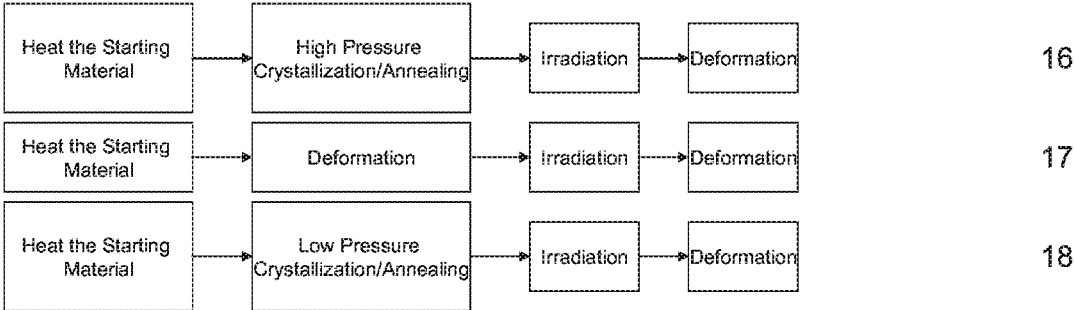 Heat the Starting
Material
High Pressure
Crystallization/Annealing
Irradiation
Deformation
16
Heat the Starting
Material
Deformation
Irradiation
Deformation
17
Heat the Starting
Material
Low Pressure
Crystallization/Annealing
Irradiation
Deformation
18